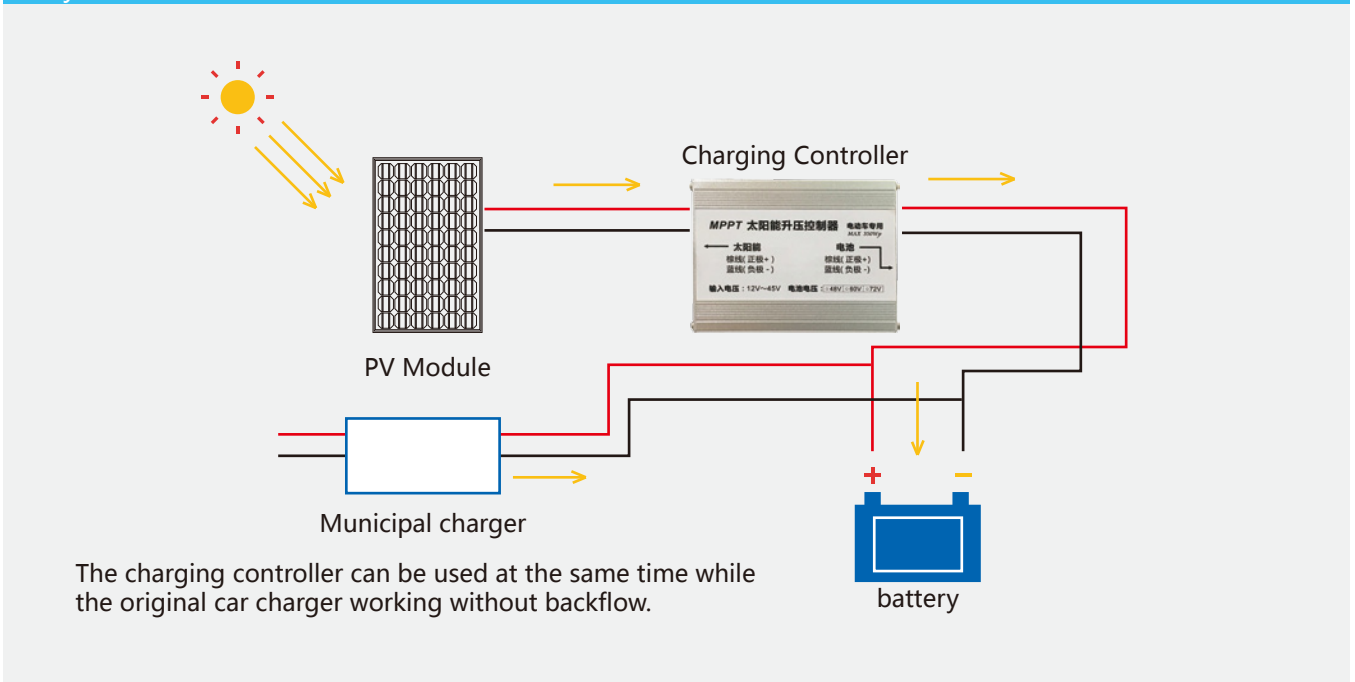 Charging Controller
MPPT 太阳能升压控制器 电动车专用
MAX 300Wp
太阳能 电池
棕线(正极+) 棕线(正极+)
蓝线(负极-) 蓝线(负极-)
输入电压:12V~45V 电池电压:□48V□60V□72V
PV Module
Municipal charger
+ −
The charging controller can be used at the same time while
the original car charger working without backflow.
battery